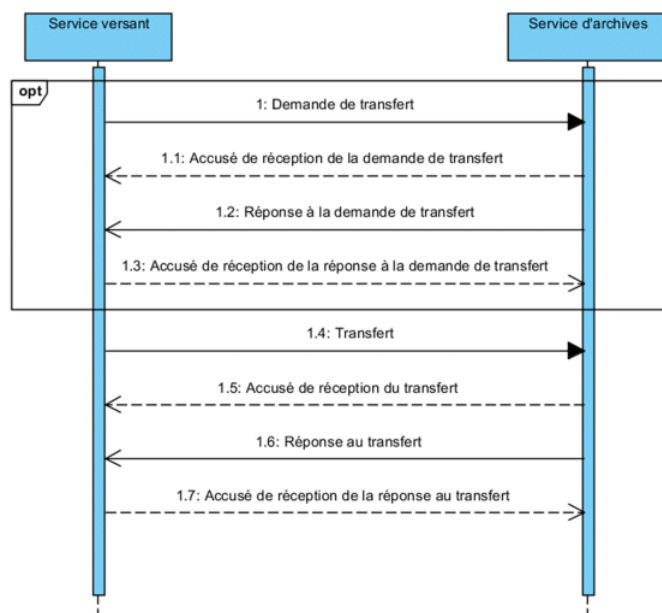 Service versant
Service d'archives
opt
1: Demande de transfert
1.1: Accusé de réception de la demande de transfert
1.2: Réponse à la demande de transfert
1.3: Accusé de réception de la réponse à la demande de transfert
1.4: Transfert
1.5: Accusé de réception du transfert
1.6: Réponse au transfert
1.7: Accusé de réception de la réponse au transfert